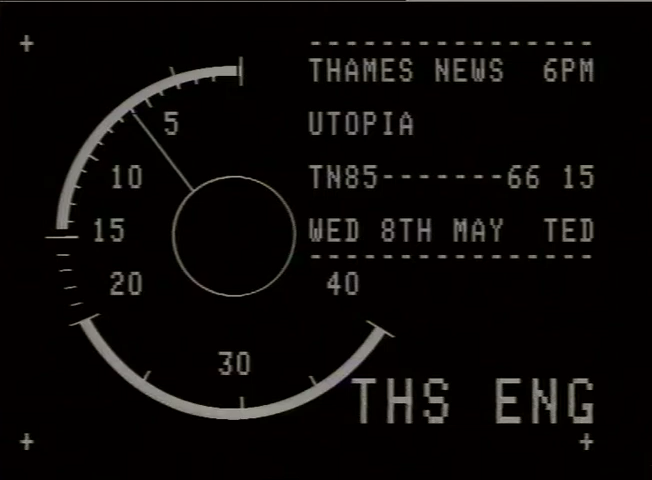 THAMES NEWS 6PM
UTOPIA
TN85-------66 15
WED 8TH MAY TED
5
10
15
20
30
40
THS ENG